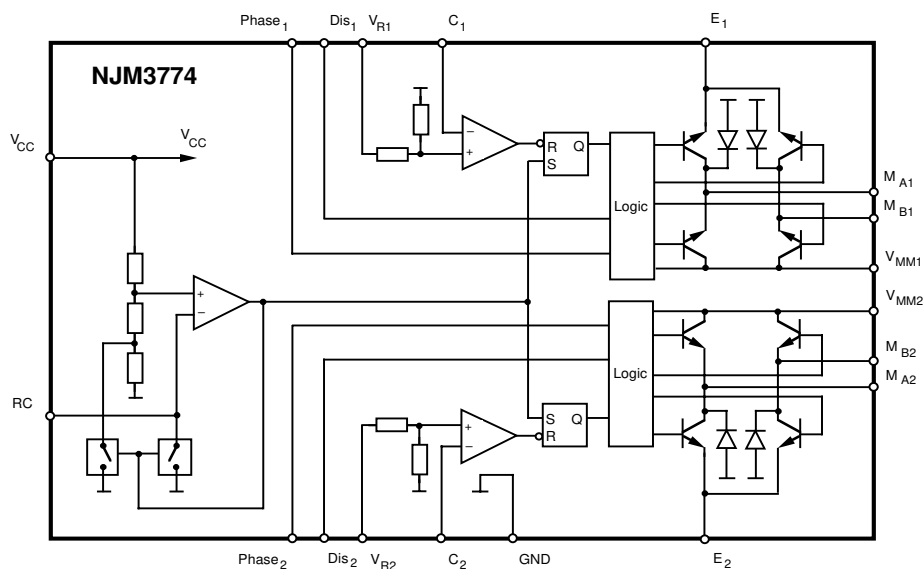 Phase1 Dis1 VR1 C1 E1
NJM3774
VCC VCC
+
−
R Q
S
Logic
MA1
MB1
VMM1
+
−
VMM2
MB2
MA2
Logic
RC
S Q
R
+
−
Phase2 Dis2 VR2 C2 GND E2